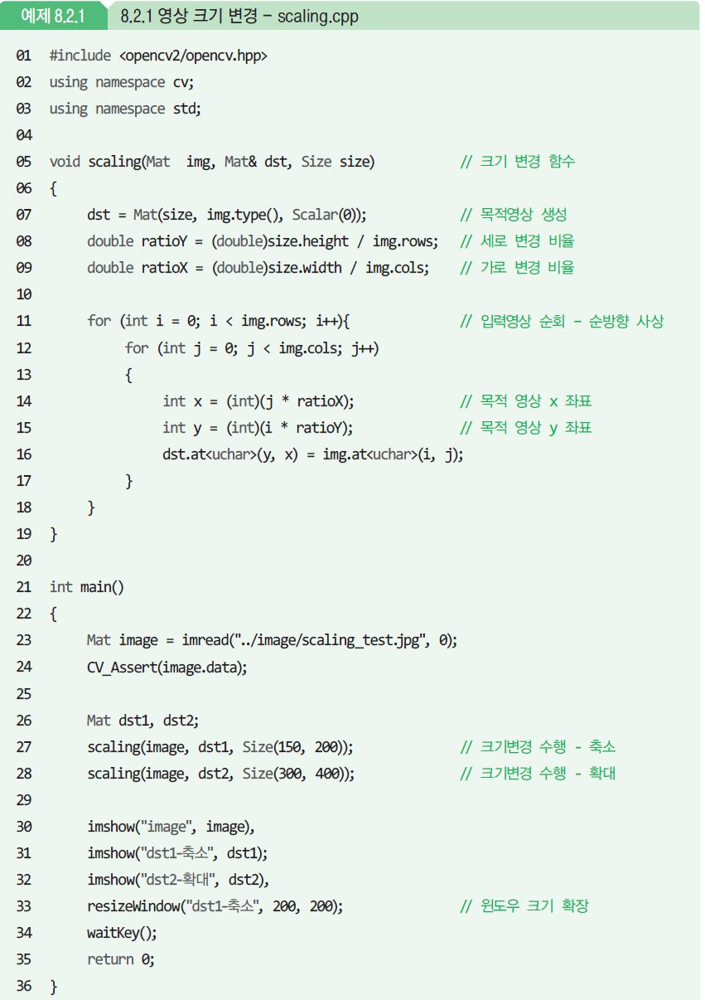 예제 8.2.1 8.2.1 영상 크기 변경 – scaling.cpp
01 #include <opencv2/opencv.hpp>
02 using namespace cv;
03 using namespace std;
04
05 void scaling(Mat  img, Mat& dst, Size size) // 크기 변경 함수
06 {
07 dst = Mat(size, img.type(), Scalar(0)); // 목적영상 생성
08 double ratioY = (double)size.height / img.rows; // 세로 변경 비율
09 double ratioX = (double)size.width / img.cols; // 가로 변경 비율
10
11 for (int i = 0; i < img.rows; i++){ // 입력영상 순회 – 순방향 사상
12 for (int j = 0; j < img.cols; j++)
13 {
14 int x = (int)(j * ratioX); // 목적 영상 x 좌표
15 int y = (int)(i * ratioY); // 목적 영상 y 좌표
16 dst.at<uchar>(y, x) = img.at<uchar>(i, j);
17 }
18 }
19 }
20
21 int main()
22 {
23 Mat image = imread("../image/scaling_test.jpg", 0);
24 CV_Assert(image.data);
25
26 Mat dst1, dst2;
27 scaling(image, dst1, Size(150, 200)); // 크기변경 수행 - 축소
28 scaling(image, dst2, Size(300, 400)); // 크기변경 수행 - 확대
29
30 imshow("image", image),
31 imshow("dst1-축소", dst1);
32 imshow("dst2-확대", dst2),
33 resizeWindow("dst1-축소", 200, 200); // 윈도우 크기 확장
34 waitKey();
35 return 0;
36 }